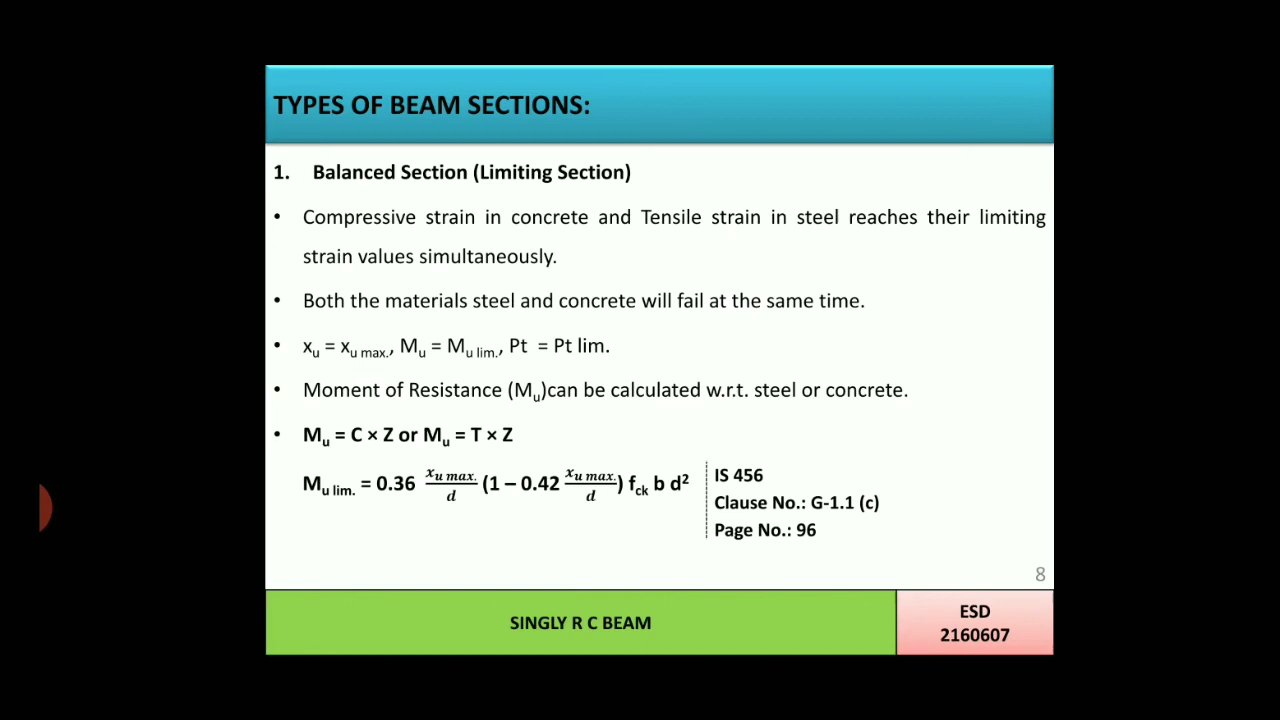 TYPES OF BEAM SECTIONS:
1. Balanced Section (Limiting Section)
• Compressive strain in concrete and Tensile strain in steel reaches their limiting
strain values simultaneously.
• Both the materials steel and concrete will fail at the same time.
• xu = xu max., Mu = Mu lim., Pt = Pt lim.
• Moment of Resistance (Mu)can be calculated w.r.t. steel or concrete.
• Mu = C × Z or Mu = T × Z
Mu lim. = 0.36 xu max./d (1 – 0.42 xu max./d) fck b d²
IS 456
Clause No.: G-1.1 (c)
Page No.: 96
8
SINGLY R C BEAM
ESD
2160607